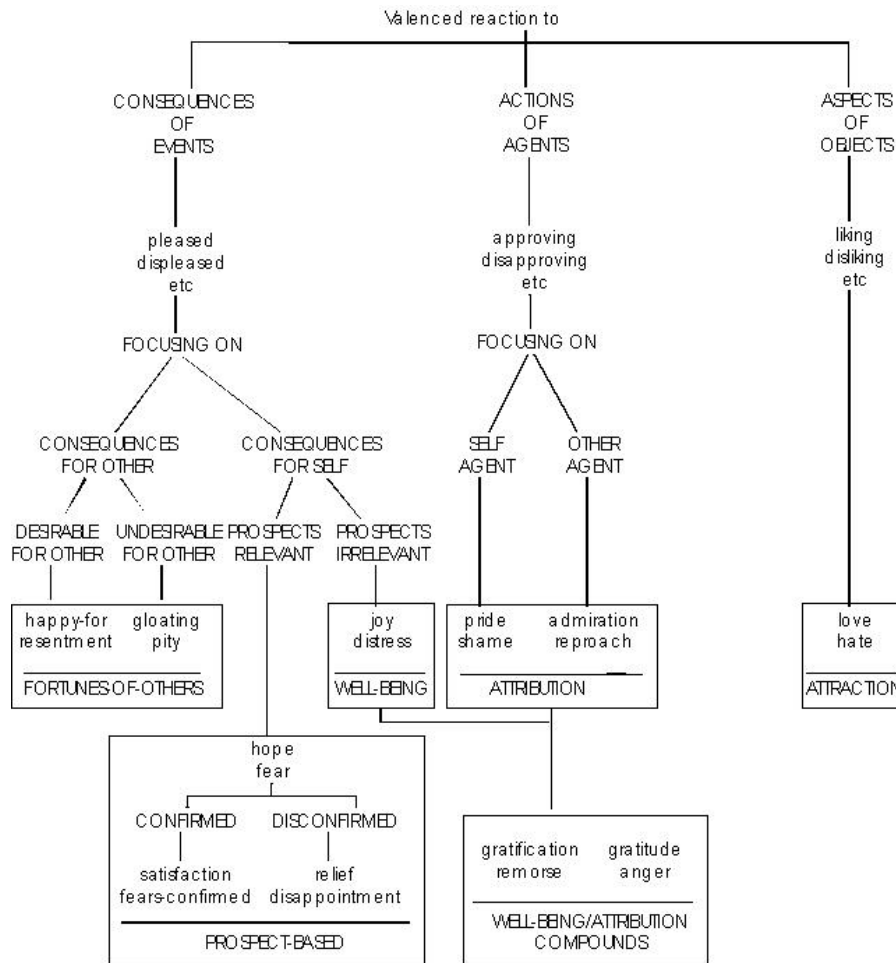 Valenced reaction to
CONSEQUENCES
OF
EVENTS
ACTIONS
OF
AGENTS
ASPECTS
OF
OBJECTS
pleased
displeased
etc
approving
disapproving
etc
liking
disliking
etc
FOCUSING ON
FOCUSING ON
CONSEQUENCES
FOR OTHER
CONSEQUENCES
FOR SELF
SELF
AGENT
OTHER
AGENT
DESIRABLE
FOR OTHER
UNDESIRABLE
FOR OTHER
PROSPECTS
RELEVANT
PROSPECTS
IRRELEVANT
happy-for
resentment
gloating
pity
FORTUNES-OF-OTHERS
joy
distress
WELL-BEING
pride
shame
admiration
reproach
ATTRIBUTION
love
hate
ATTRACTION
hope
fear
CONFIRMED
DISCONFIRMED
satisfaction
fears-confirmed
relief
disappointment
PROSPECT-BASED
gratification
remorse
gratitude
anger
WELL-BEING/ATTRIBUTION
COMPOUNDS